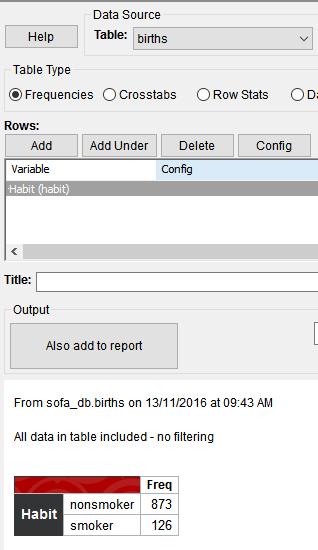 Data Source
Help
Table:
births
Table Type
Frequencies Crosstabs Row Stats
Rows:
Add Add Under Delete Config
Variable Config
Habit (habit)
Title:
Output
Also add to report
From sofa_db.births on 13/11/2016 at 09:43 AM
All data in table included - no filtering
Freq
Habit nonsmoker 873
smoker 126